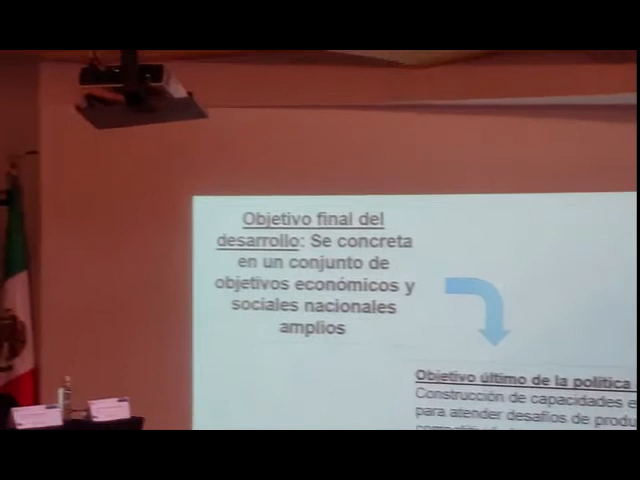 Objetivo final del
desarrollo: Se concreta
en un conjunto de
objetivos económicos y
sociales nacionales
amplios
Objetivo último de la política
Construcción de capacidades e
para atender desafíos de produ